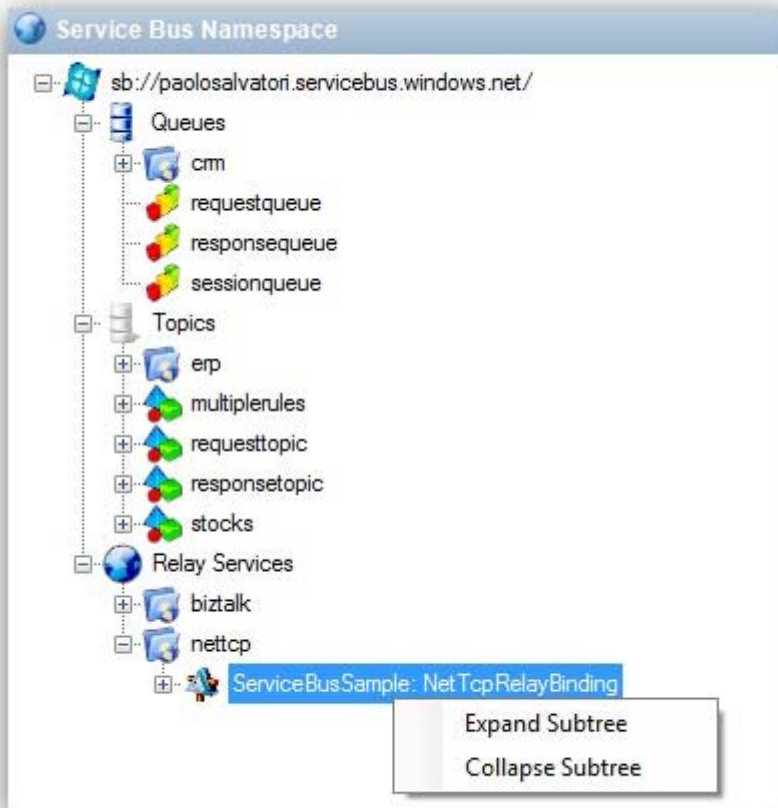 Service Bus Namespace
sb://paolosalvatori.servicebus.windows.net/
Queues
crm
requestqueue
responsequeue
sessionqueue
Topics
erp
multiplerules
requesttopic
responsetopic
stocks
Relay Services
biztalk
nettcp
ServiceBusSample: NetTcpRelayBinding
Expand Subtree
Collapse Subtree